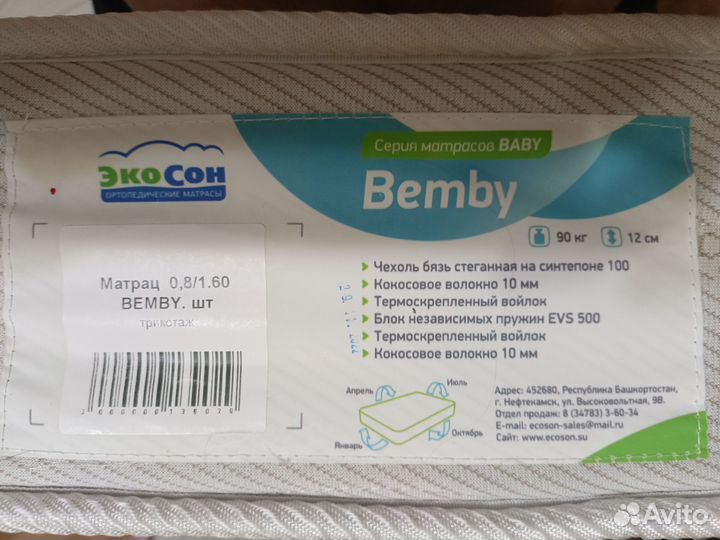 ЭКОСОН
ОРТОПЕДИЧЕСКИЕ МАТРАСЫ
Серия матрасов BABY
Bemby
90 кг
12 см
Матрац 0,8/1.60
BEMBY. шт
трикотаж
Чехоль бязь стеганная на синтепоне 100
Кокосовое волокно 10 мм
Термоскрепленный войлок
Блок независимых пружин EVS 500
Термоскрепленный войлок
Кокосовое волокно 10 мм
Апрель
Июль
Январь
Октябрь
Адрес: 452680, Республика Башкортостан,
г. Нефтекамск, ул. Высоковольтная, 9В.
Отдел продаж: 8 (34783) 3-60-34
E-mail: ecoson-sales@mail.ru
Сайт: www.ecoson.su
Avito